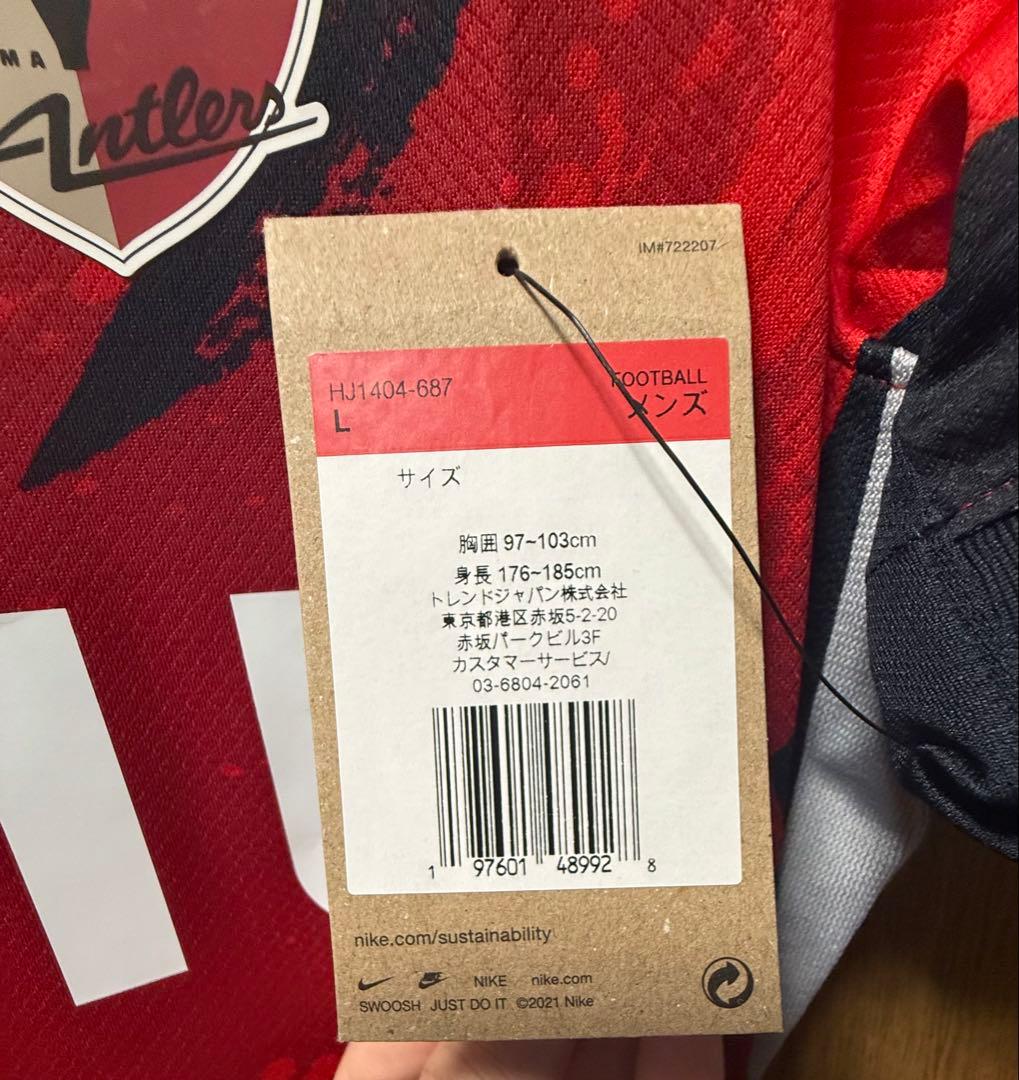 MA
Antlers
IM#722207
HJ1404-687
FOOTBALL
L
メンズ
サイズ
胸囲 97~103cm
身長 176~185cm
トレンドジャパン株式会社
東京都港区赤坂5-2-20
赤坂パークビル3F
カスタマーサービス/
03-6804-2061
1 97601 48992 8
nike.com/sustainability
NIKE nike.com
SWOOSH JUST DO IT ©2021 Nike